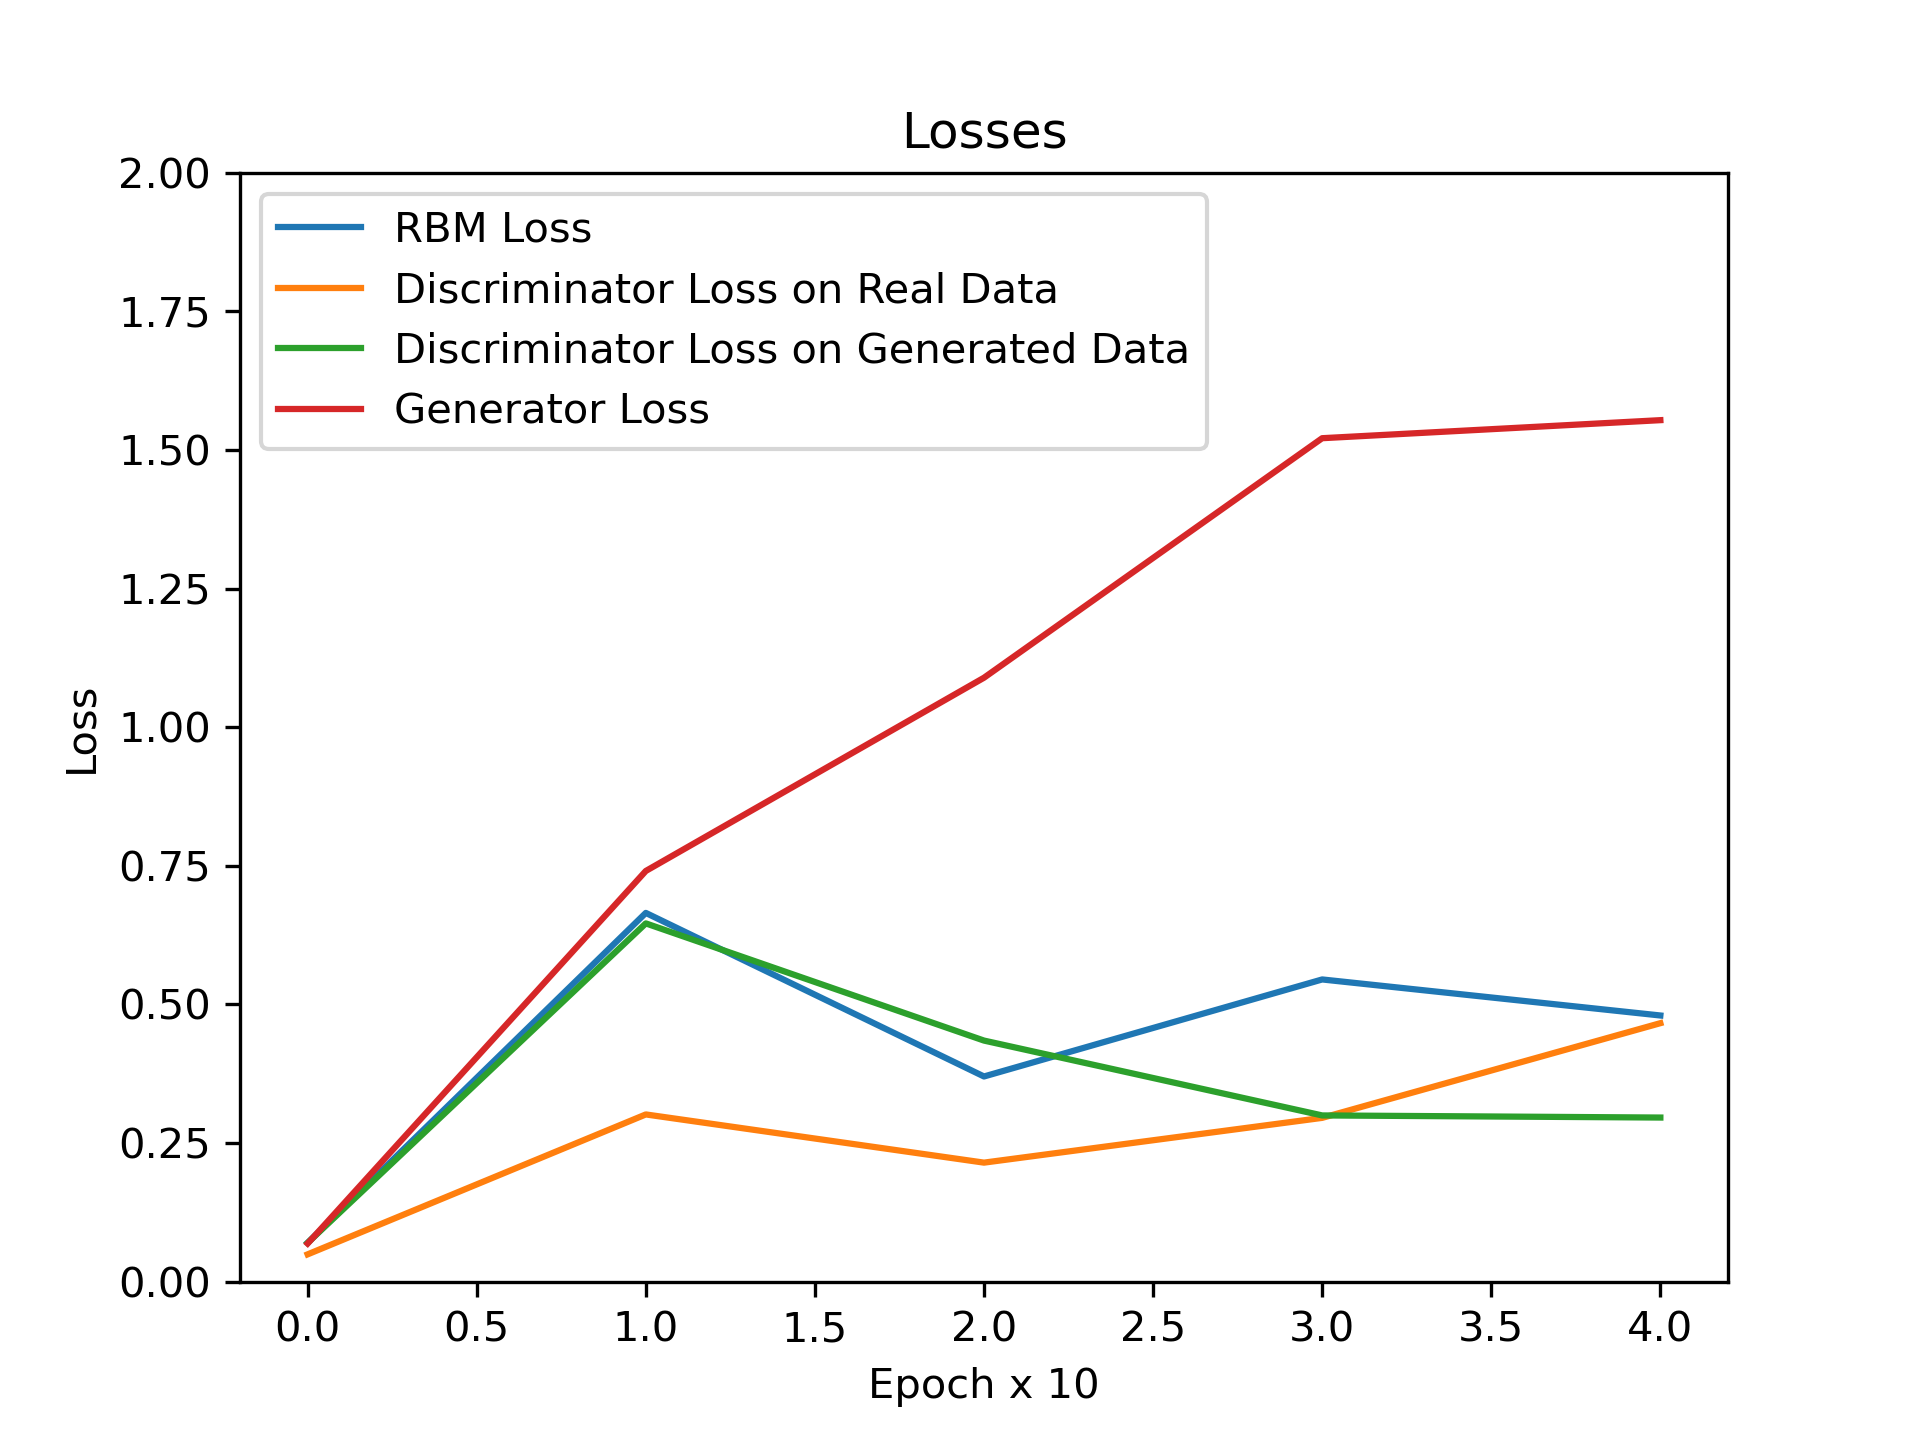 Losses
2.00
1.75
1.50
1.25
1.00
0.75
0.50
0.25
0.00
Loss
RBM Loss
Discriminator Loss on Real Data
Discriminator Loss on Generated Data
Generator Loss
0.0 0.5 1.0 1.5 2.0 2.5 3.0 3.5 4.0
Epoch x 10